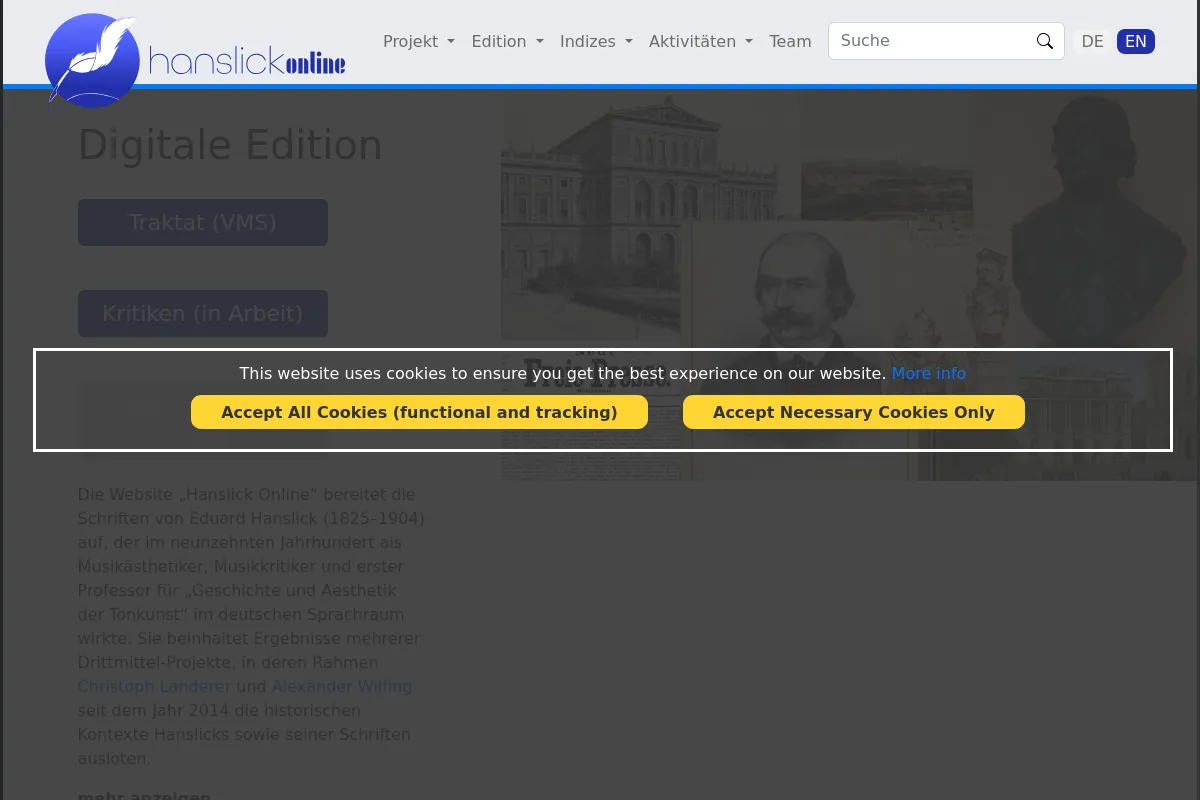 hanslickonline
Projekt
Edition
Indizes
Aktivitäten
Team
Suche
DE
EN
Digitale Edition
Traktat (VMS)
Kritiken (in Arbeit)
Freie Presse.
This website uses cookies to ensure you get the best experience on our website. More info
Accept All Cookies (functional and tracking)
Accept Necessary Cookies Only
Die Website „Hanslick Online“ bereitet die
Schriften von Eduard Hanslick (1825–1904)
auf, der im neunzehnten Jahrhundert als
Musikästhetiker, Musikkritiker und erster
Professor für „Geschichte und Aesthetik
der Tonkunst“ im deutschen Sprachraum
wirkte. Sie beinhaltet Ergebnisse mehrerer
Drittmittel-Projekte, in deren Rahmen
Christoph Landerer und Alexander Wilfing
seit dem Jahr 2014 die historischen
Kontexte Hanslicks sowie seiner Schriften
ausloten.
mehr anzeigen